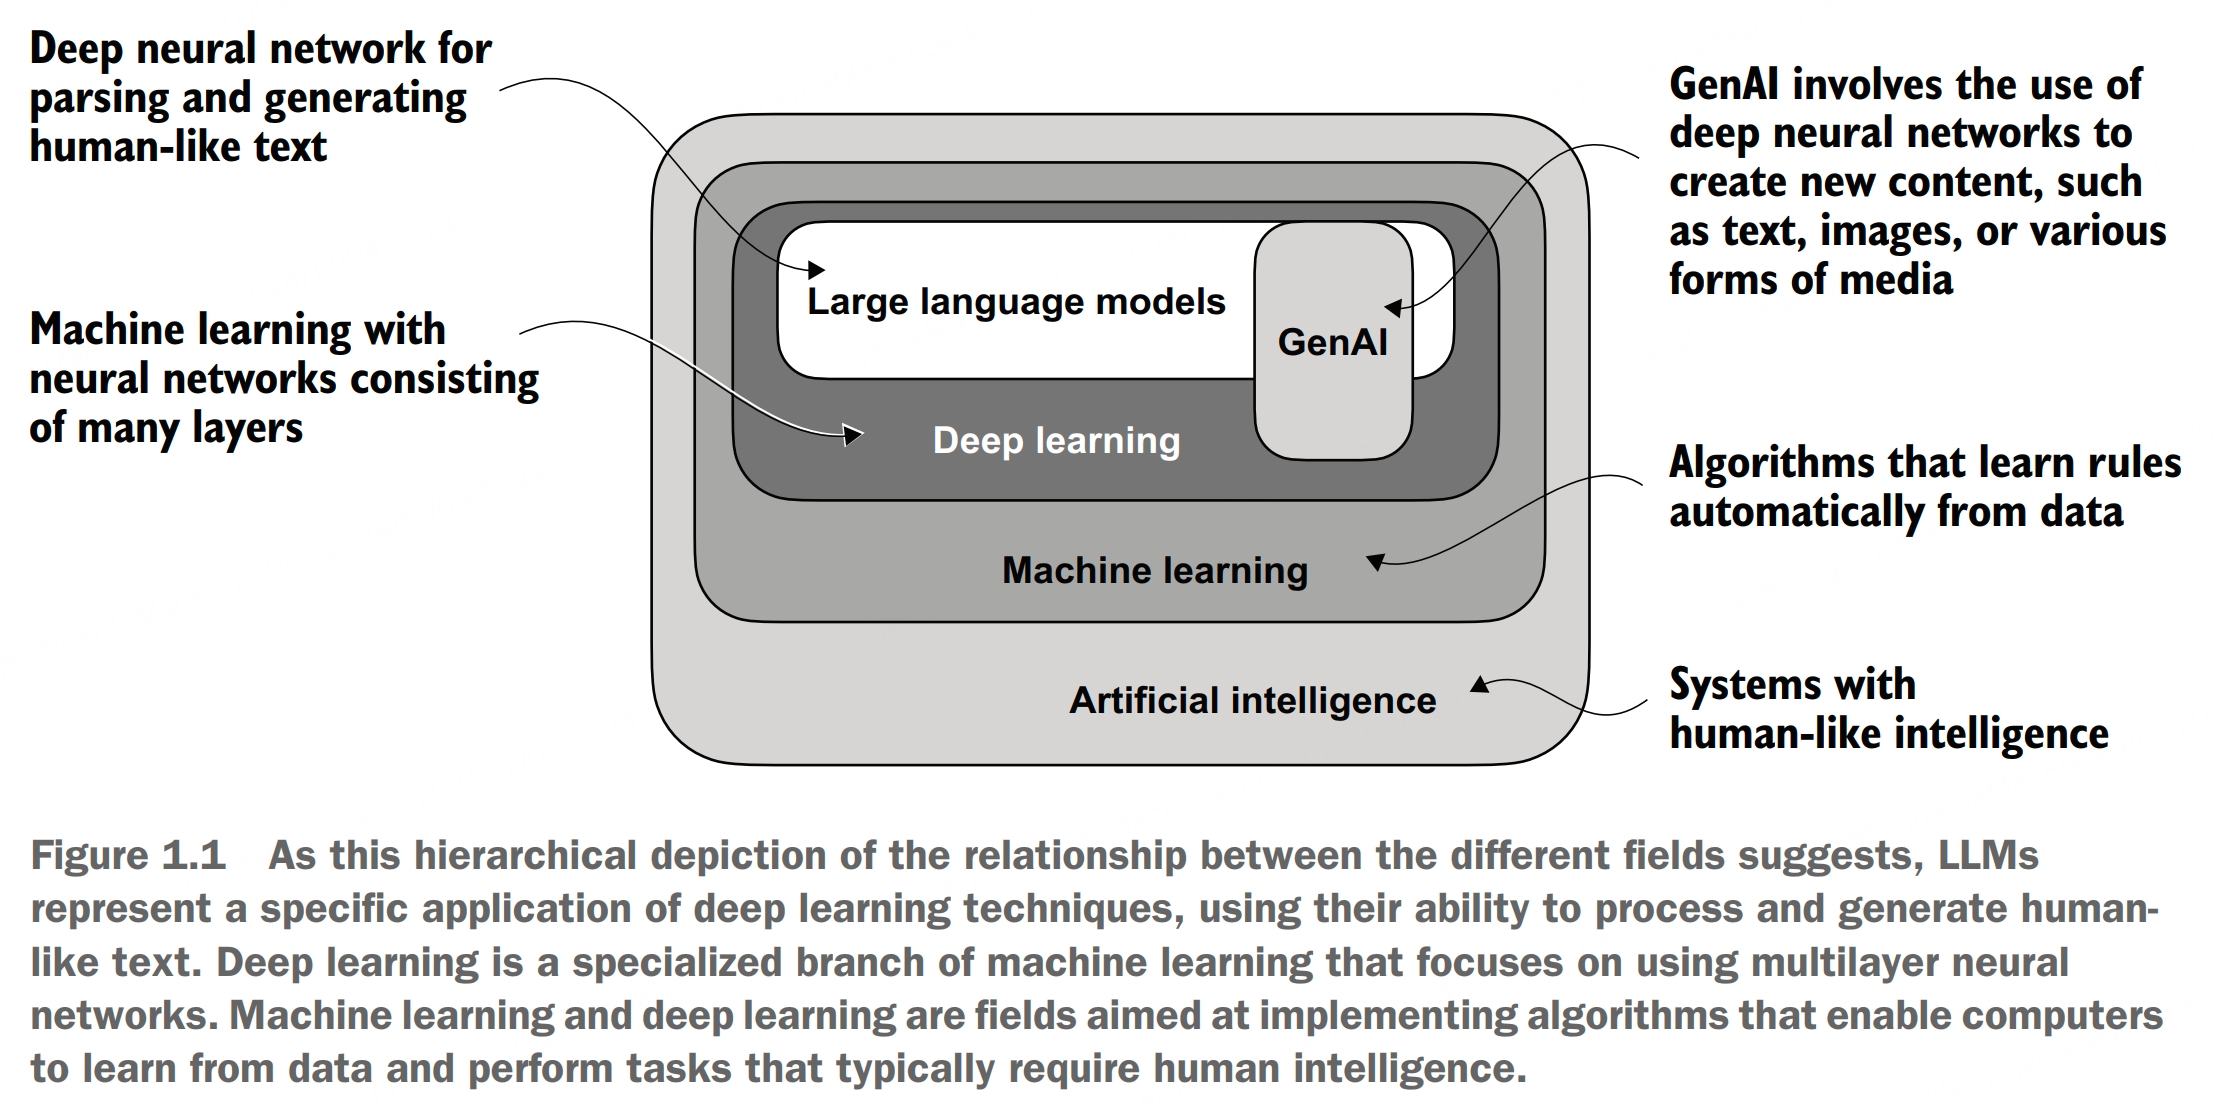 Deep neural network for
parsing and generating
human-like text
Machine learning with
neural networks consisting
of many layers
Large language models
GenAI
Deep learning
Machine learning
Artificial intelligence
GenAI involves the use of
deep neural networks to
create new content, such
as text, images, or various
forms of media
Algorithms that learn rules
automatically from data
Systems with
human-like intelligence
Figure 1.1 As this hierarchical depiction of the relationship between the different fields suggests, LLMs
represent a specific application of deep learning techniques, using their ability to process and generate human-
like text. Deep learning is a specialized branch of machine learning that focuses on using multilayer neural
networks. Machine learning and deep learning are fields aimed at implementing algorithms that enable computers
to learn from data and perform tasks that typically require human intelligence.